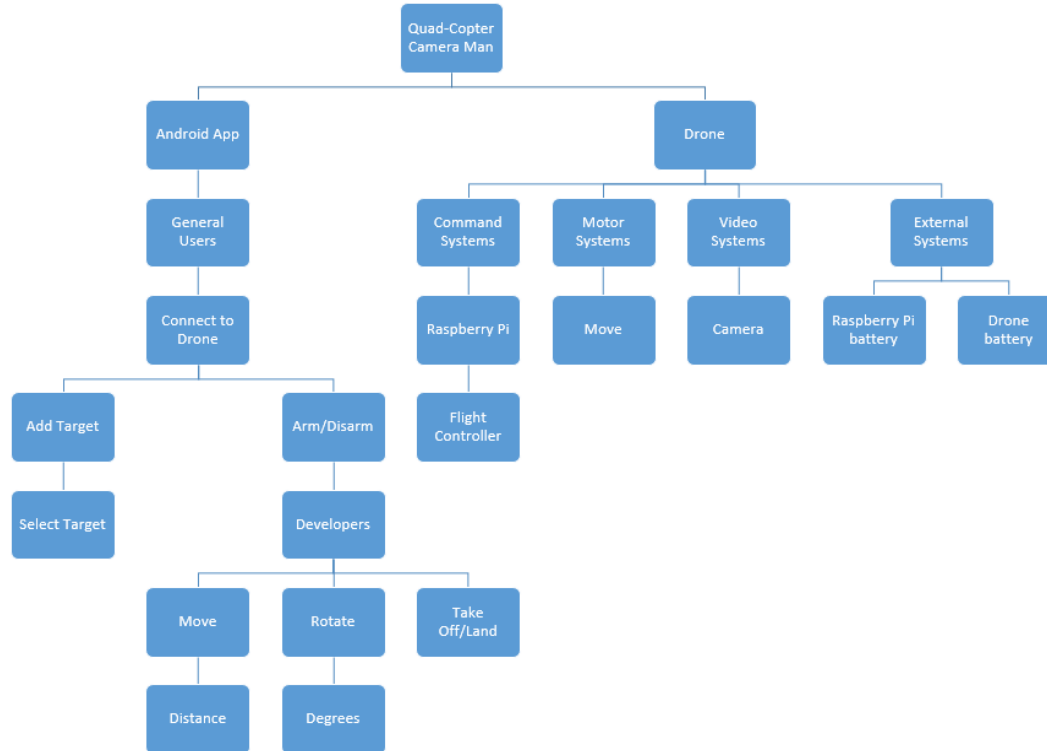 Quad-Copter
Camera Man
Android App
Drone
General
Users
Command
Systems
Motor
Systems
Video
Systems
External
Systems
Connect to
Drone
Raspberry Pi
Move
Camera
Raspberry Pi
battery
Drone
battery
Add Target
Arm/Disarm
Flight
Controller
Select Target
Developers
Move
Rotate
Take
Off/Land
Distance
Degrees